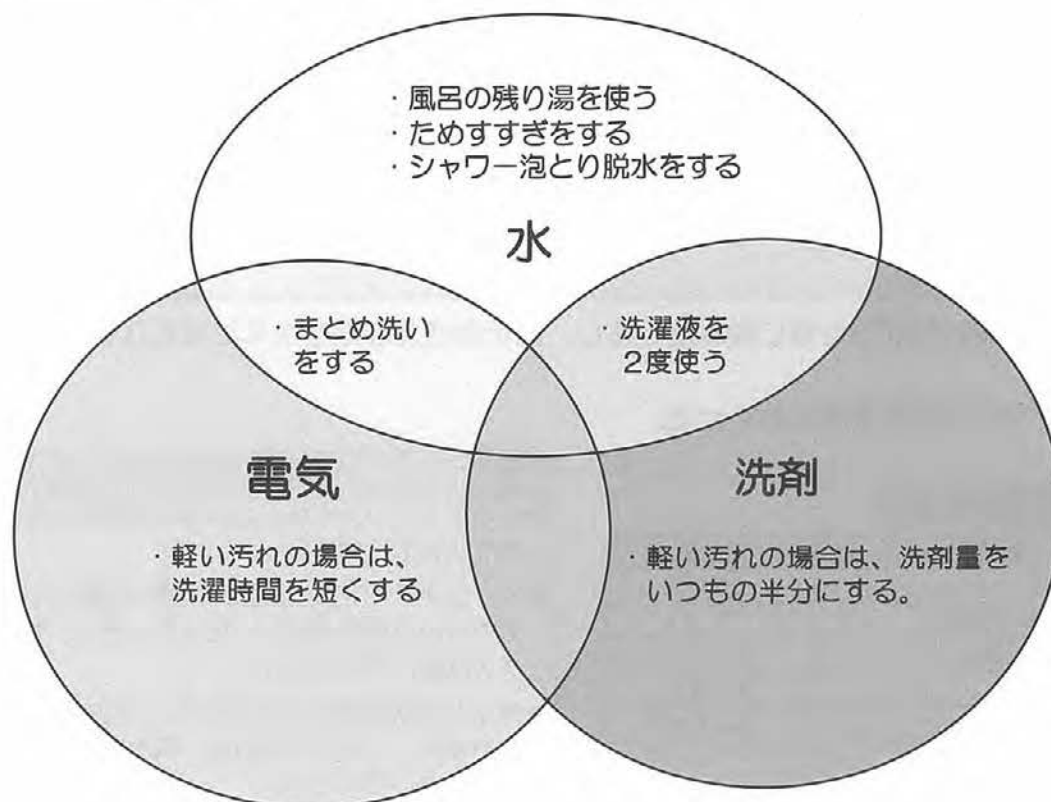 ・風呂の残り湯を使う
・ためすすぎをする
・シャワー泡とり脱水をする
水
・まとめ洗い
をする
・洗濯液を
２度使う
電気
洗剤
・軽い汚れの場合は、
洗濯時間を短くする
・軽い汚れの場合は、洗剤量を
いつもの半分にする。